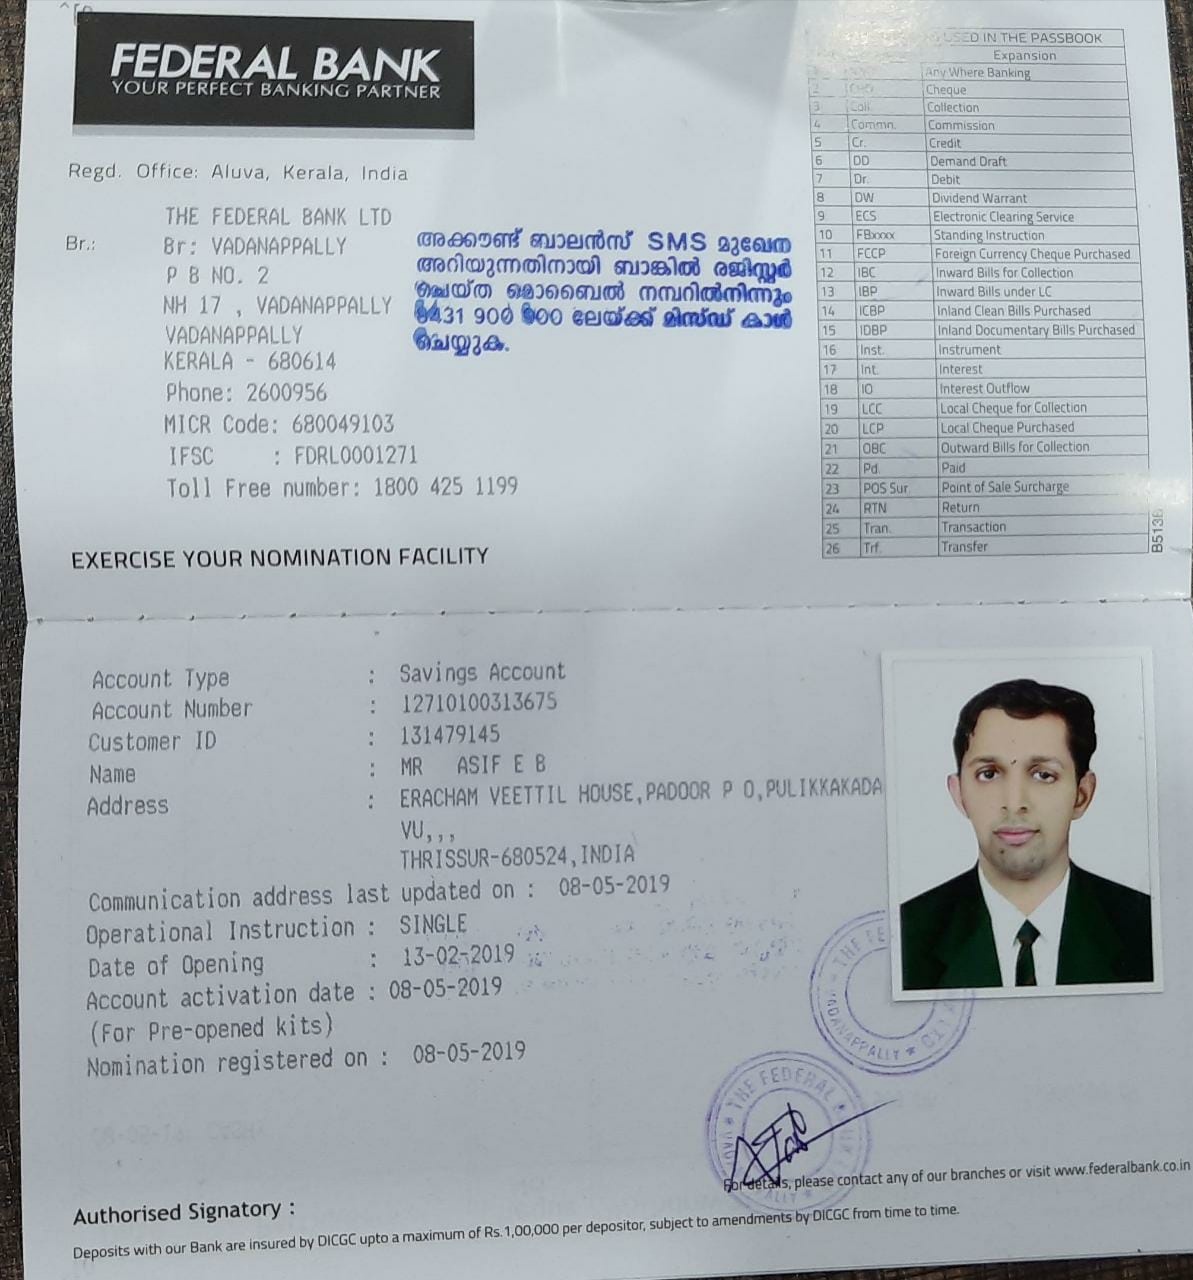 FEDERAL BANK
YOUR PERFECT BANKING PARTNER
Regd. Office: Aluva, Kerala, India
THE FEDERAL BANK LTD
Br.: Br: VADANAPPALLY
P B NO. 2
NH 17 , VADANAPPALLY
VADANAPPALLY
KERALA - 680614
Phone: 2600956
MICR Code: 680049103
IFSC : FDRL0001271
Toll Free number: 1800 425 1199
അക്കൗണ്ട് ബാലൻസ് SMS മുഖേന
അറിയുന്നതിനായി ബാങ്കിൽ രജിസ്റ്റർ
ചെയ്ത മൊബൈൽ നമ്പറിൽനിന്നും
8431 900 900 ലേയ്ക്ക് മിസ്ഡ് കാൾ
ചെയ്യുക.
EXERCISE YOUR NOMINATION FACILITY
USED IN THE PASSBOOK
Expansion
Any Where Banking
2 Cheque
3 Coll. Collection
4 Commn. Commission
5 Cr. Credit
6 DD Demand Draft
7 Dr. Debit
8 DW Dividend Warrant
9 ECS Electronic Clearing Service
10 FBxxxx Standing Instruction
11 FCCP Foreign Currency Cheque Purchased
12 IBC Inward Bills for Collection
13 IBP Inward Bills under LC
14 ICBP Inland Clean Bills Purchased
15 IDBP Inland Documentary Bills Purchased
16 Inst. Instrument
17 Int. Interest
18 IO Interest Outflow
19 LCC Local Cheque for Collection
20 LCP Local Cheque Purchased
21 OBC Outward Bills for Collection
22 Pd. Paid
23 POS Sur. Point of Sale Surcharge
24 RTN Return
25 Tran. Transaction
26 Trf. Transfer
Account Type : Savings Account
Account Number : 12710100313675
Customer ID : 131479145
Name : MR ASIF E B
Address : ERACHAM VEETTIL HOUSE,PADOOR P O,PULIKKAKADA
VU,,,
THRISSUR-680524,INDIA
Communication address last updated on : 08-05-2019
Operational Instruction : SINGLE
Date of Opening : 13-02-2019
Account activation date : 08-05-2019
(For Pre-opened kits)
Nomination registered on : 08-05-2019
THE FEDERAL
For details, please contact any of our branches or visit www.federalbank.co.in
Authorised Signatory :
Deposits with our Bank are insured by DICGC upto a maximum of Rs.1,00,000 per depositor, subject to amendments by DICGC from time to time.